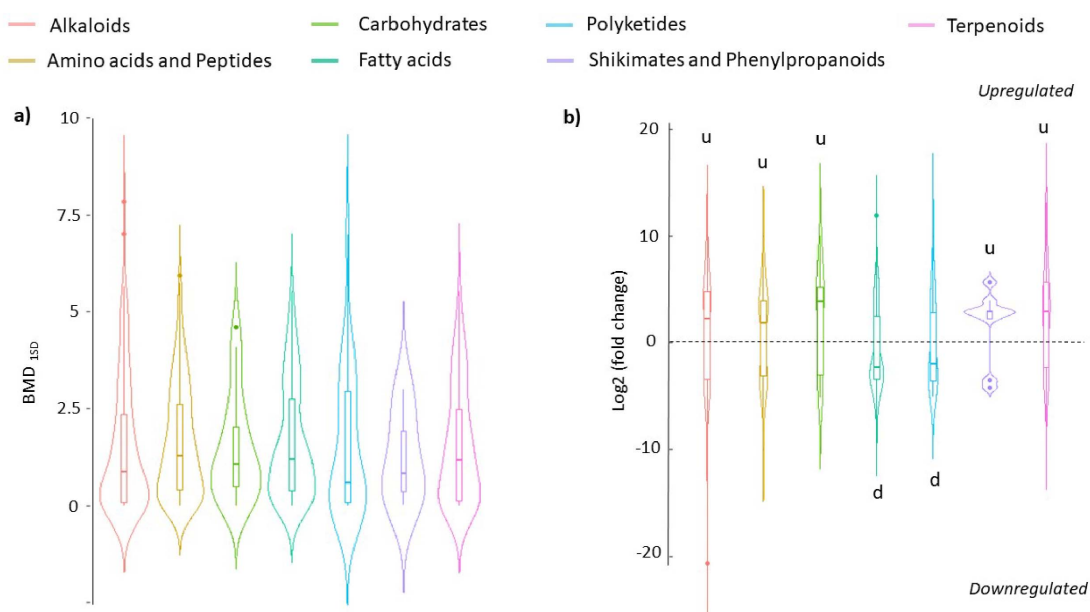 Alkaloids
Carbohydrates
Polyketides
Terpenoids
Amino acids and Peptides
Fatty acids
Shikimates and Phenylpropanoids
Upregulated
a)
10
7.5
5
2.5
0
BMD 1SD
b)
20
10
0
-10
-20
Log2 (fold change)
u
u
u
d
d
u
u
Downregulated